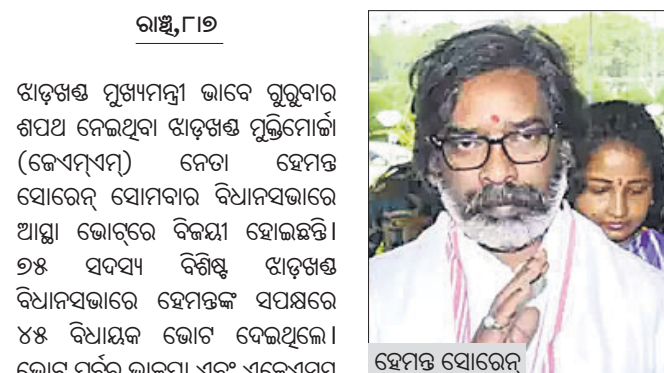 ରାଞ୍ଚି,୮।୭
ଝାଡ଼ଖଣ୍ଡ ମୁଖ୍ୟମନ୍ତ୍ରୀ ଭାବେ ଗୁରୁବାର
ଶପଥ ନେଇଥିବା ଝାଡ଼ଖଣ୍ଡ ମୁକ୍ତିମୋର୍ଚ୍ଚା
(ଜେଏମ୍ଏମ୍) ନେତା ହେମନ୍ତ
ସୋରେନ୍ ସୋମବାର ବିଧାନସଭାରେ
ଆସ୍ଥା ଭୋଟ୍‌ରେ ବିଜୟୀ ହୋଇଛନ୍ତି।
୭୫ ସଦସ୍ୟ ବିଶିଷ୍ଟ ଝାଡ଼ଖଣ୍ଡ
ବିଧାନସଭାରେ ହେମନ୍ତଙ୍କ ସପକ୍ଷରେ
୪୫ ବିଧାୟକ ଭୋଟ ଦେଇଥିଲେ।
ହେମନ୍ତ ସୋରେନ୍